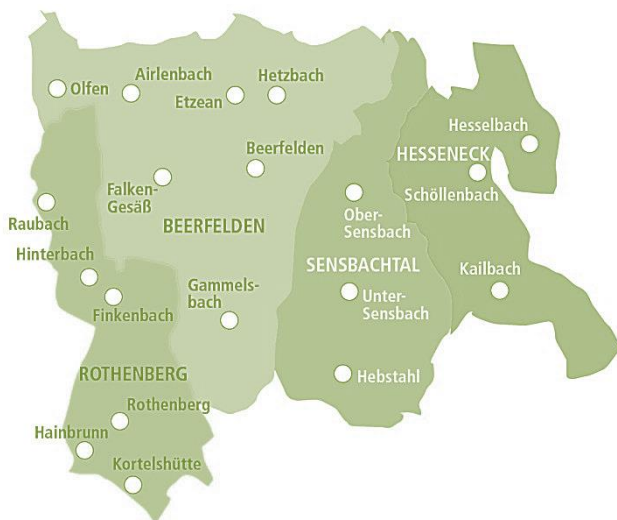 Olfen
Airlenbach
Etzean
Hetzbach
Hesselbach
HESSENECK
Schöllenbach
Beerfelden
Falken-
Gesäß
BEERFELDEN
Raubach
Ober-
Sensbach
Hinterbach
Finkenbach
Gammels-
bach
SENSBACHTAL
Unter-
Sensbach
Kailbach
ROTHENBERG
Hebstahl
Rothenberg
Hainbrunn
Kortelshütte